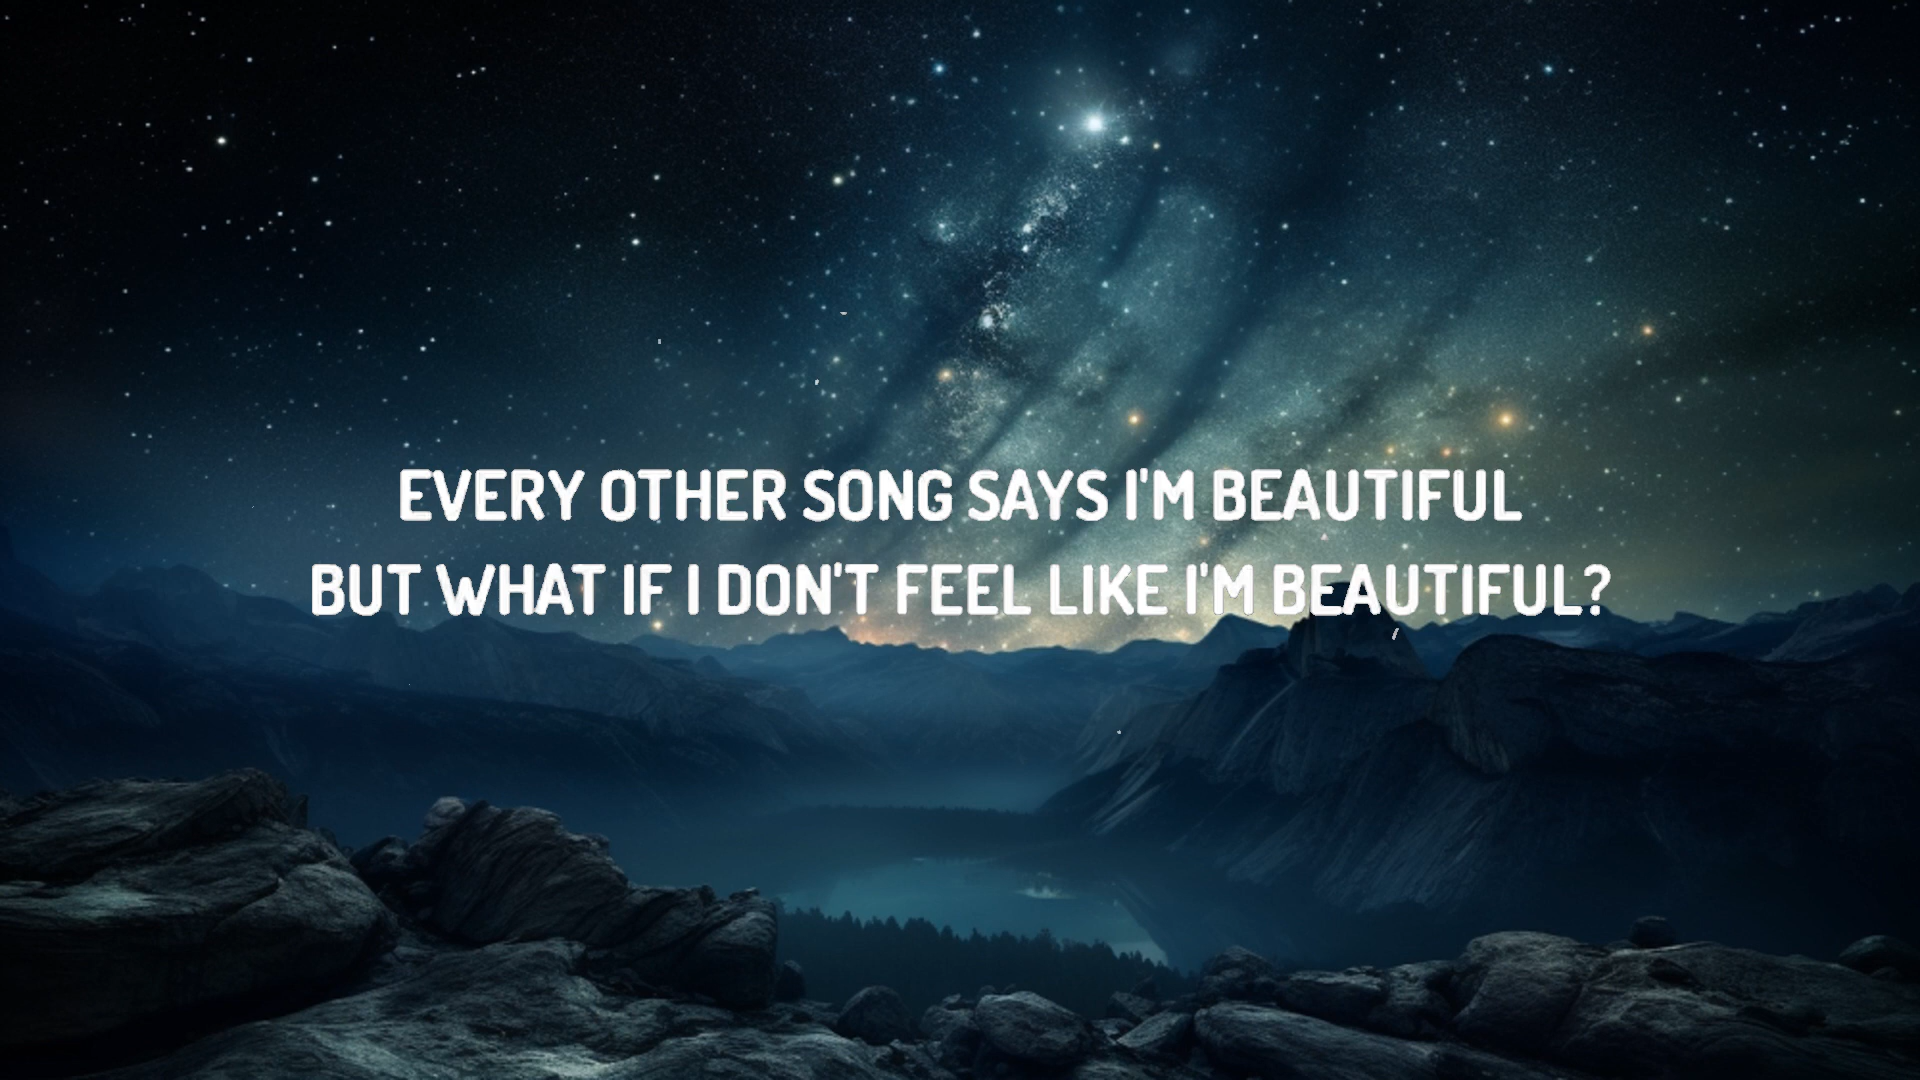 EVERY OTHER SONG SAYS I'M BEAUTIFUL
BUT WHAT IF I DON'T FEEL LIKE I'M BEAUTIFUL?